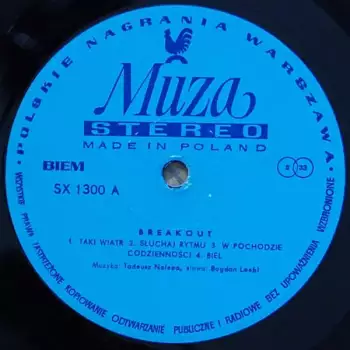 • POLSKIE NAGRANIA WARSZAWA •
Muza
STEREO
MADE IN POLAND
BIEM
2 33
SX 1300 A
BREAKOUT
1. TAKI WIATR 2. SŁUCHAJ RYTMU 3. W POCHODZIE
CODZIENNOŚCI 4. BIEL
Muzyka: Tadeusz Nalepa, słowa: Bogdan Loebl
WSZYSTKIE PRAWA ZASTRZEŻONE KOPIOWANIE ODTWARZANIE PUBLICZNE I RADIOWE BEZ UPOWAŻNIENIA WZBRONIONE